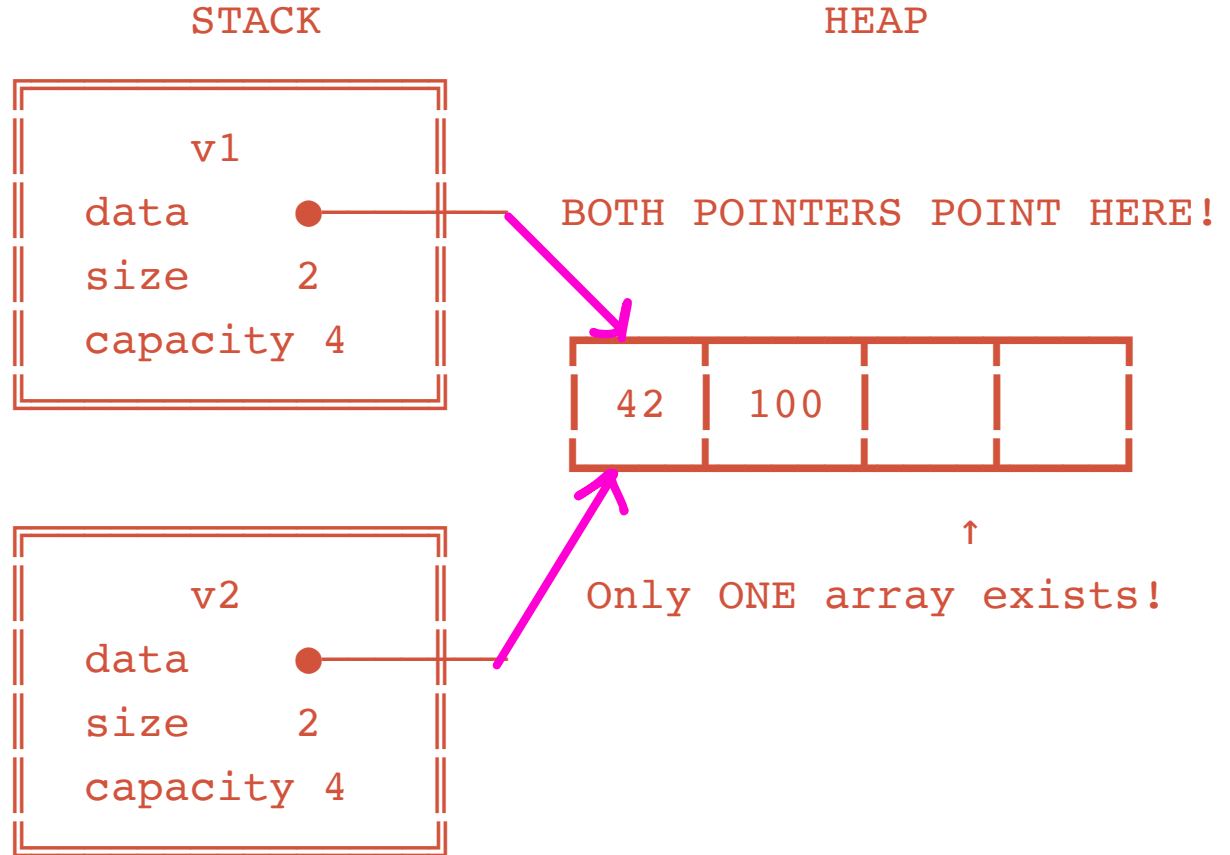 STACK HEAP
v1
data
size 2
capacity 4
BOTH POINTERS POINT HERE!
42 100
↑
Only ONE array exists!
v2
data
size 2
capacity 4